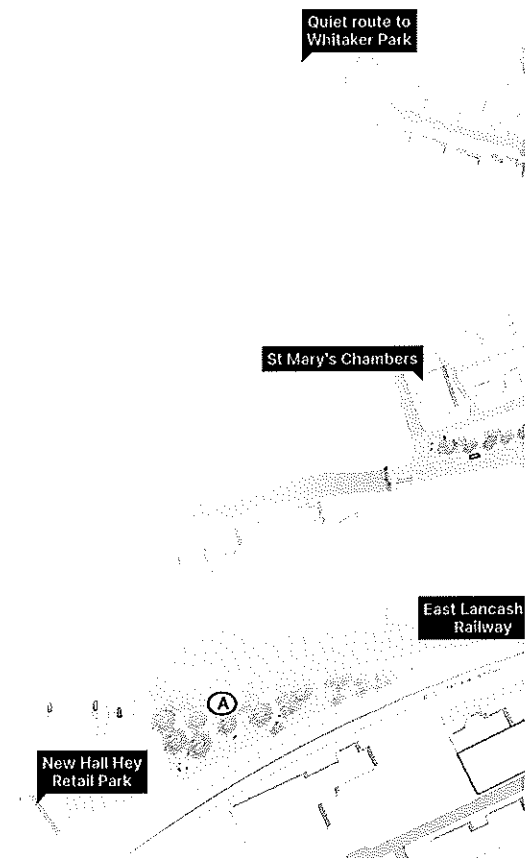 Quiet route to
Whitaker Park
St Mary's Chambers
East Lancash
Railway
A
New Hall Hey
Retail Park